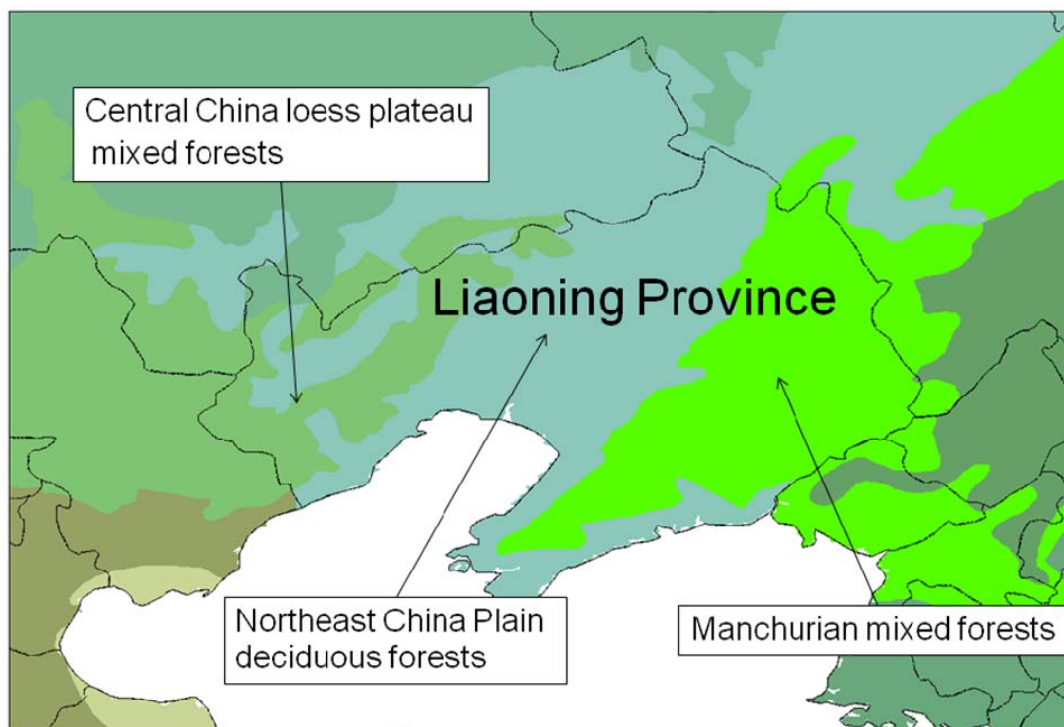 Central China loess plateau
mixed forests
Liaoning Province
Northeast China Plain
deciduous forests
Manchurian mixed forests